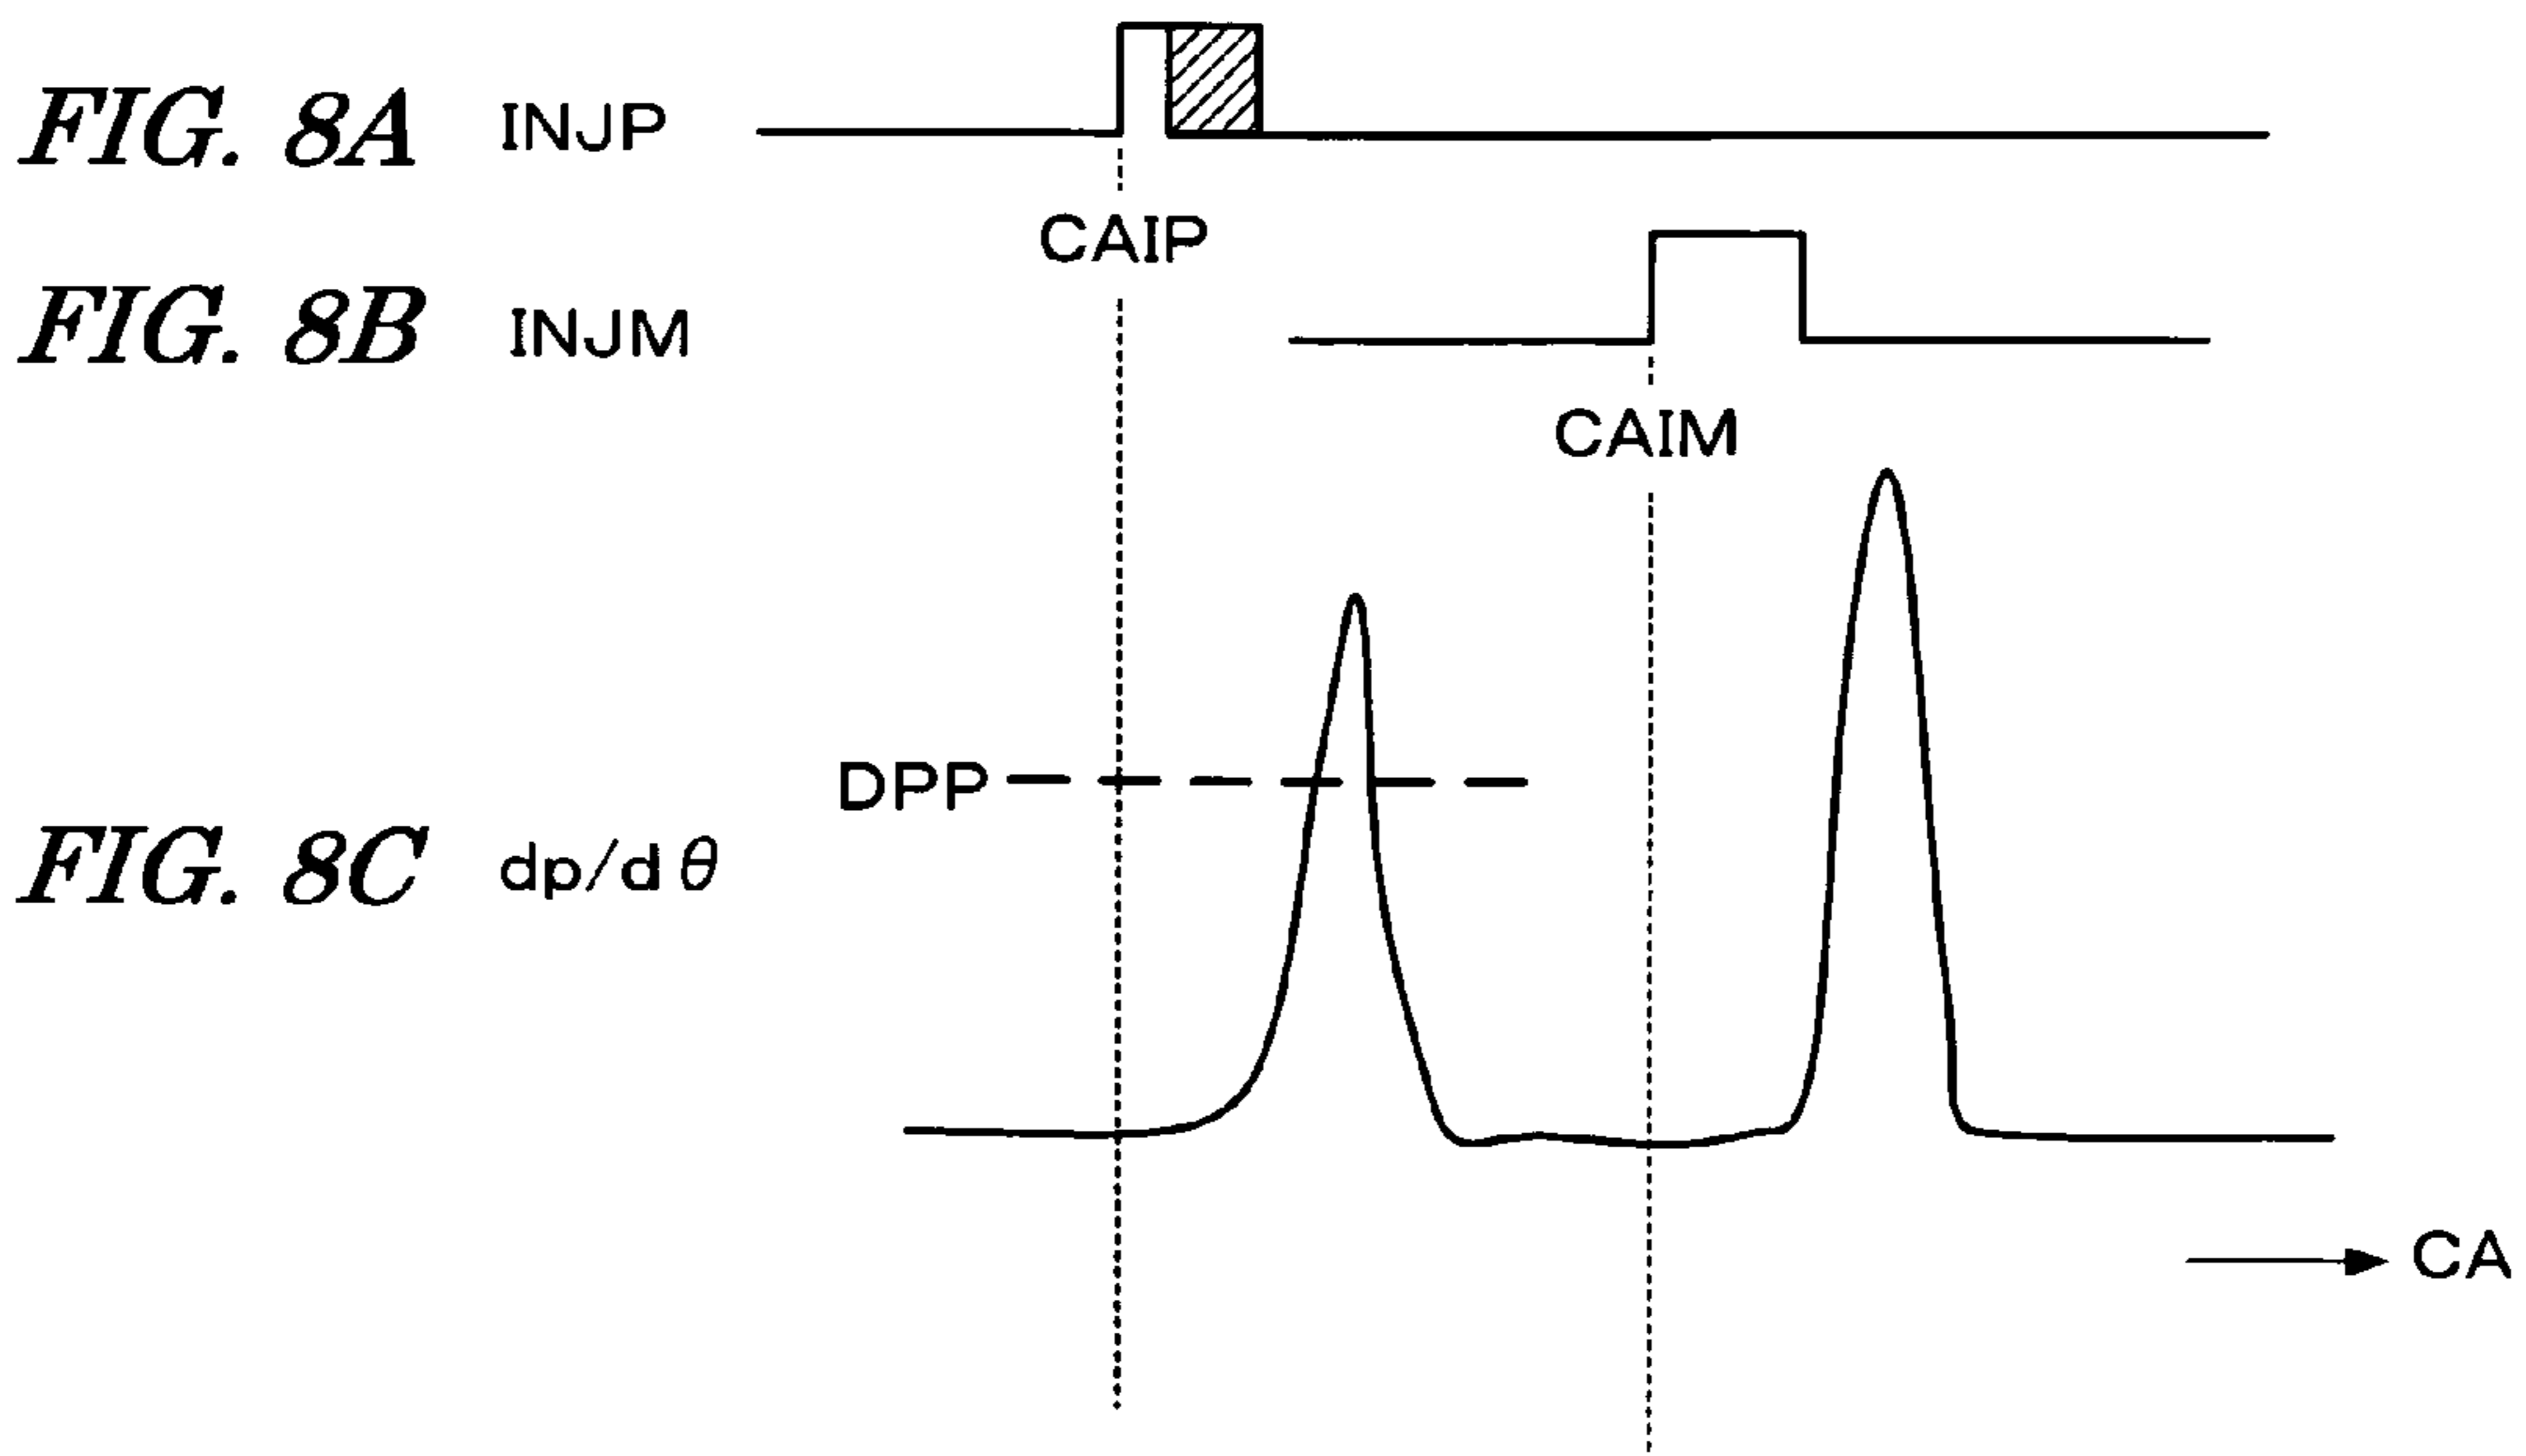 FIG. 8A INJP
CAIP
FIG. 8B INJM
CAIM
DPP
FIG. 8C dp/dθ
CA